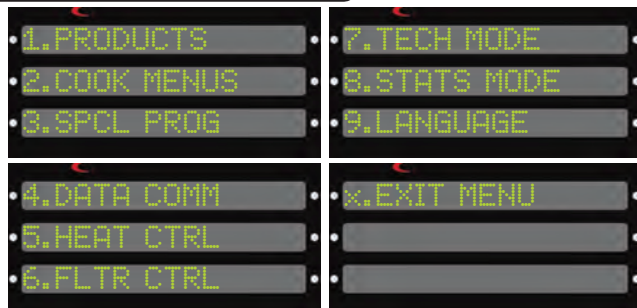 1.PRODUCTS
2.COOK MENUS
3.SPCL PROG
4.DATA COMM
5.HEAT CTRL
6.FLTR CTRL
7.TECH MODE
8.STATS MODE
9.LANGUAGE
x.EXIT MENU